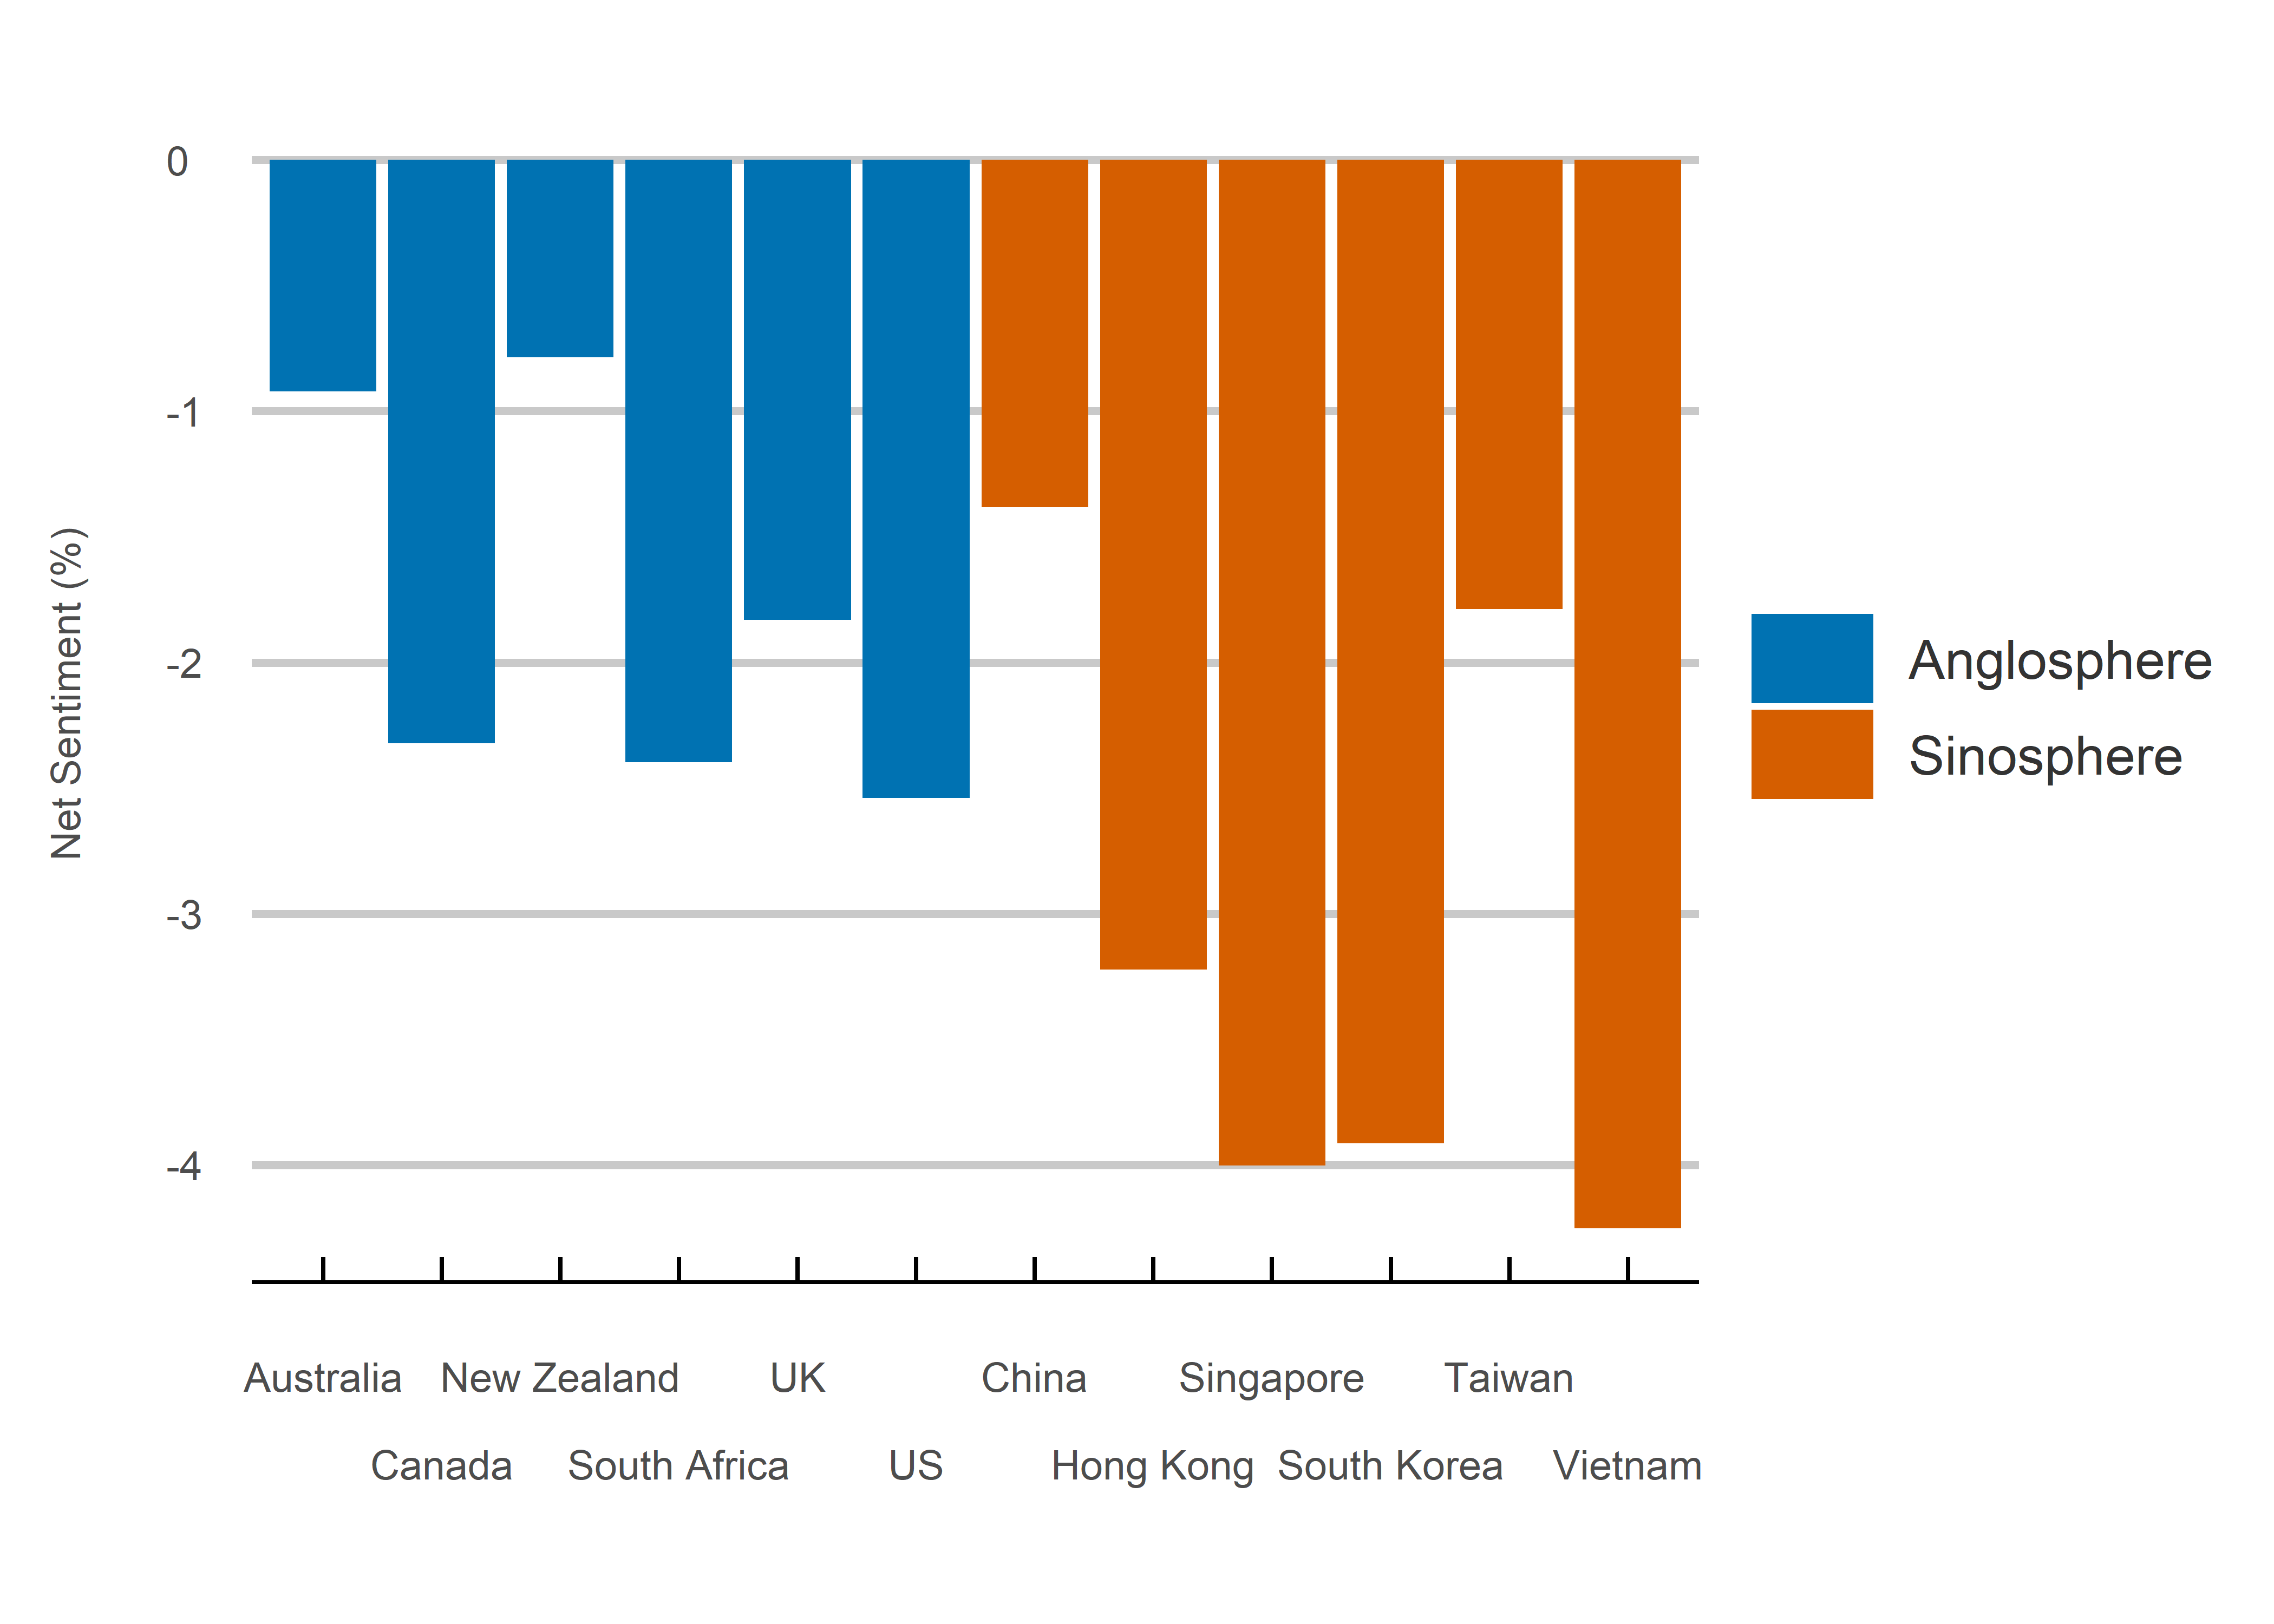 0
-1
-2
-3
-4
Net Sentiment (%)
Australia New Zealand UK China Singapore Taiwan
Canada South Africa US Hong Kong South Korea Vietnam
Anglosphere
Sinosphere